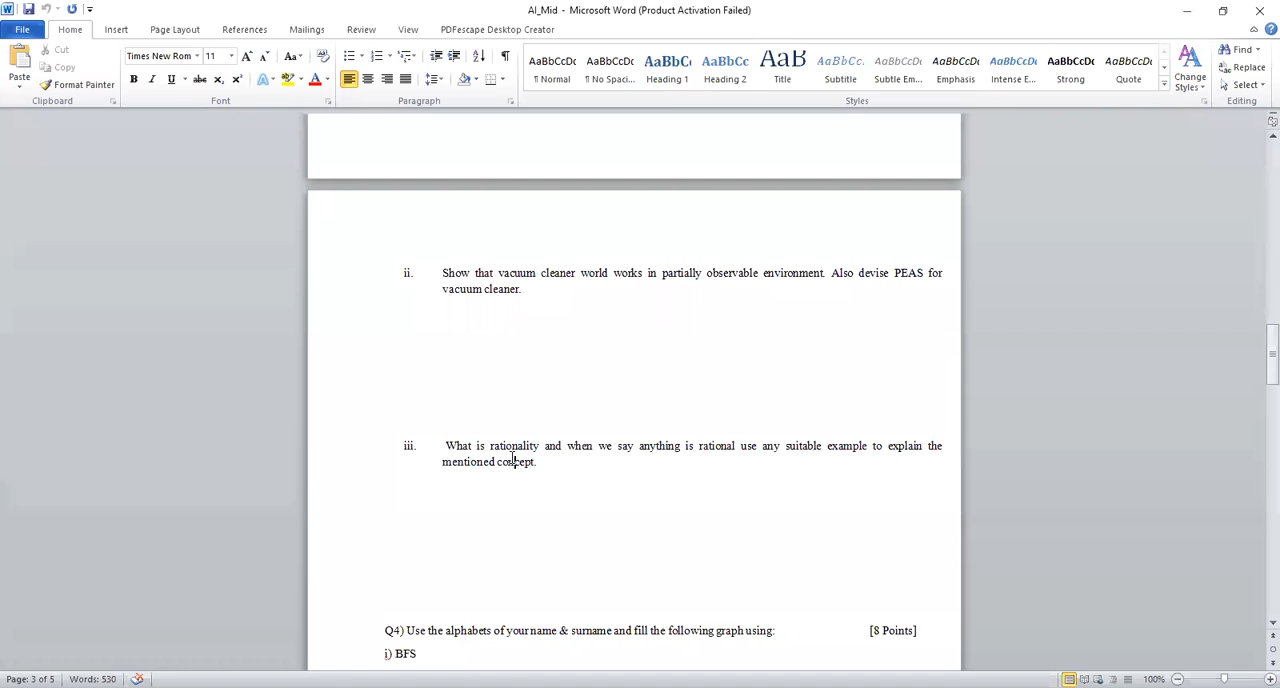 AI_Mid - Microsoft Word (Product Activation Failed)
File Home Insert Page Layout References Mailings Review View PDFescape Desktop Creator
Cut
Copy
Format Painter
Paste
Clipboard
Times New Rom 11
B I U abc x₂ x²
Font
Paragraph
AaBbCcDc AaBbCcDc AaBbC AaBbCc AaB AaBbCc. AaBbCcDc AaBbCcDc AaBbCcDc AaBbCcDc AaBbCcDc
¶ Normal ¶ No Spaci... Heading 1 Heading 2 Title Subtitle Subtle Em... Emphasis Intense E... Strong Quote
Styles
Change Styles
Find
Replace
Select
Editing
ii. Show that vacuum cleaner world works in partially observable environment. Also devise PEAS for
vacuum cleaner.
iii. What is rationality and when we say anything is rational use any suitable example to explain the
mentioned concept.
Q4) Use the alphabets of your name & surname and fill the following graph using: [8 Points]
i) BFS
Page: 3 of 5 Words: 530 100%